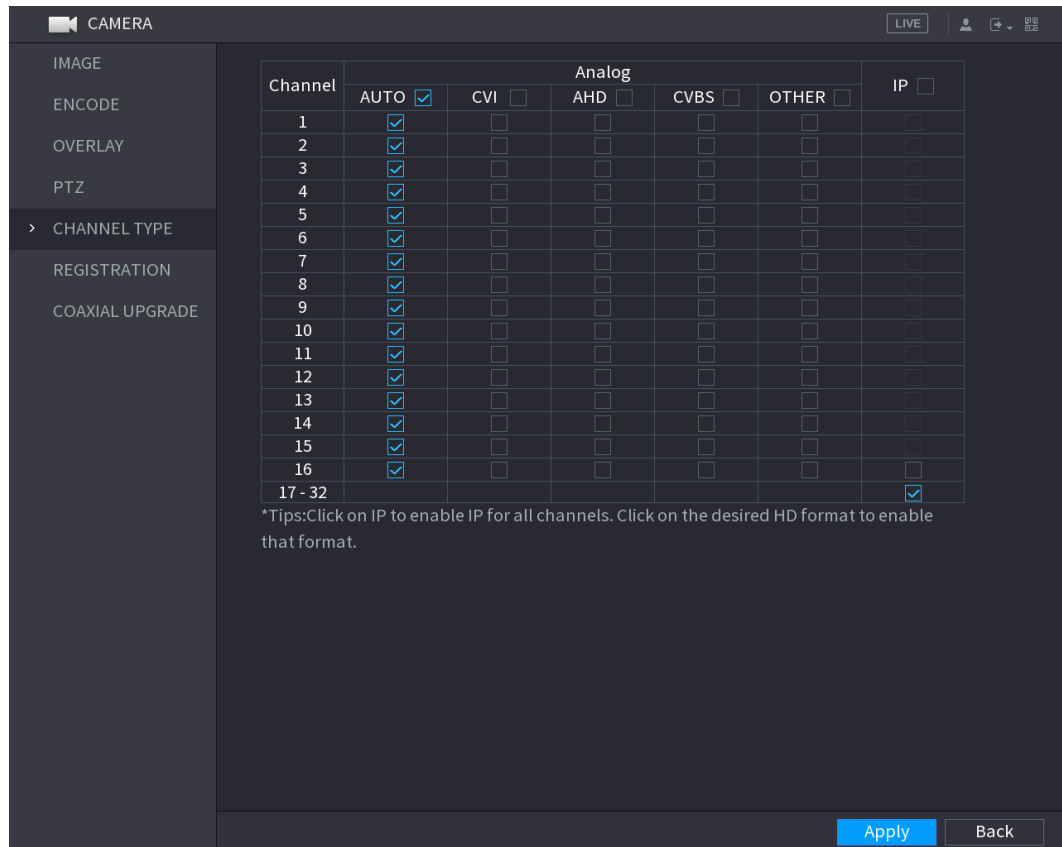 CAMERA
LIVE
IMAGE
ENCODE
OVERLAY
PTZ
> CHANNEL TYPE
REGISTRATION
COAXIAL UPGRADE
Channel
Analog
IP
AUTO CVI AHD CVBS OTHER
1
2
3
4
5
6
7
8
9
10
11
12
13
14
15
16
17 - 32
*Tips:Click on IP to enable IP for all channels. Click on the desired HD format to enable
that format.
Apply Back